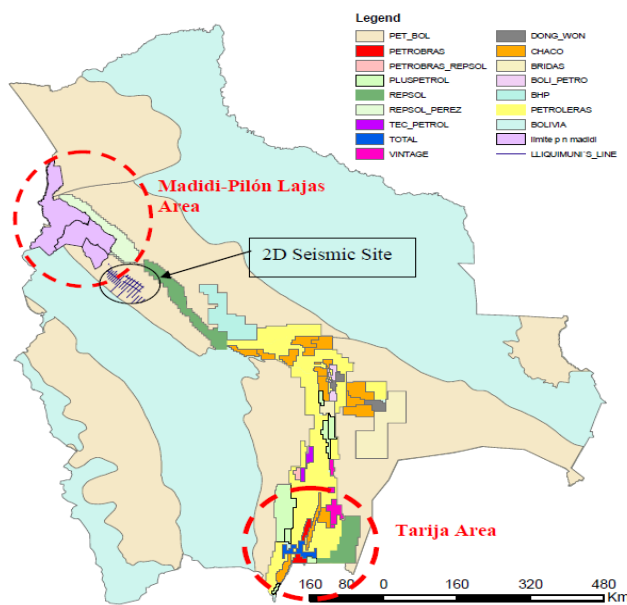 Legend
PET_BOL
PETROBRAS
PETROBRAS_REPSOL
PLUSPETROL
REPSOL
REPSOL_PEREZ
TEC_PETROL
TOTAL
VINTAGE
DONG_WON
CHACO
BRIDAS
BOLI_PETRO
BHP
PETROLERAS
BOLIVIA
limite p n madidi
LLIQUIMUNI´S_LINE
Madidi-Pilón Lajas
Area
2D Seismic Site
Tarija Area
160 80 0 160 320 480
Km